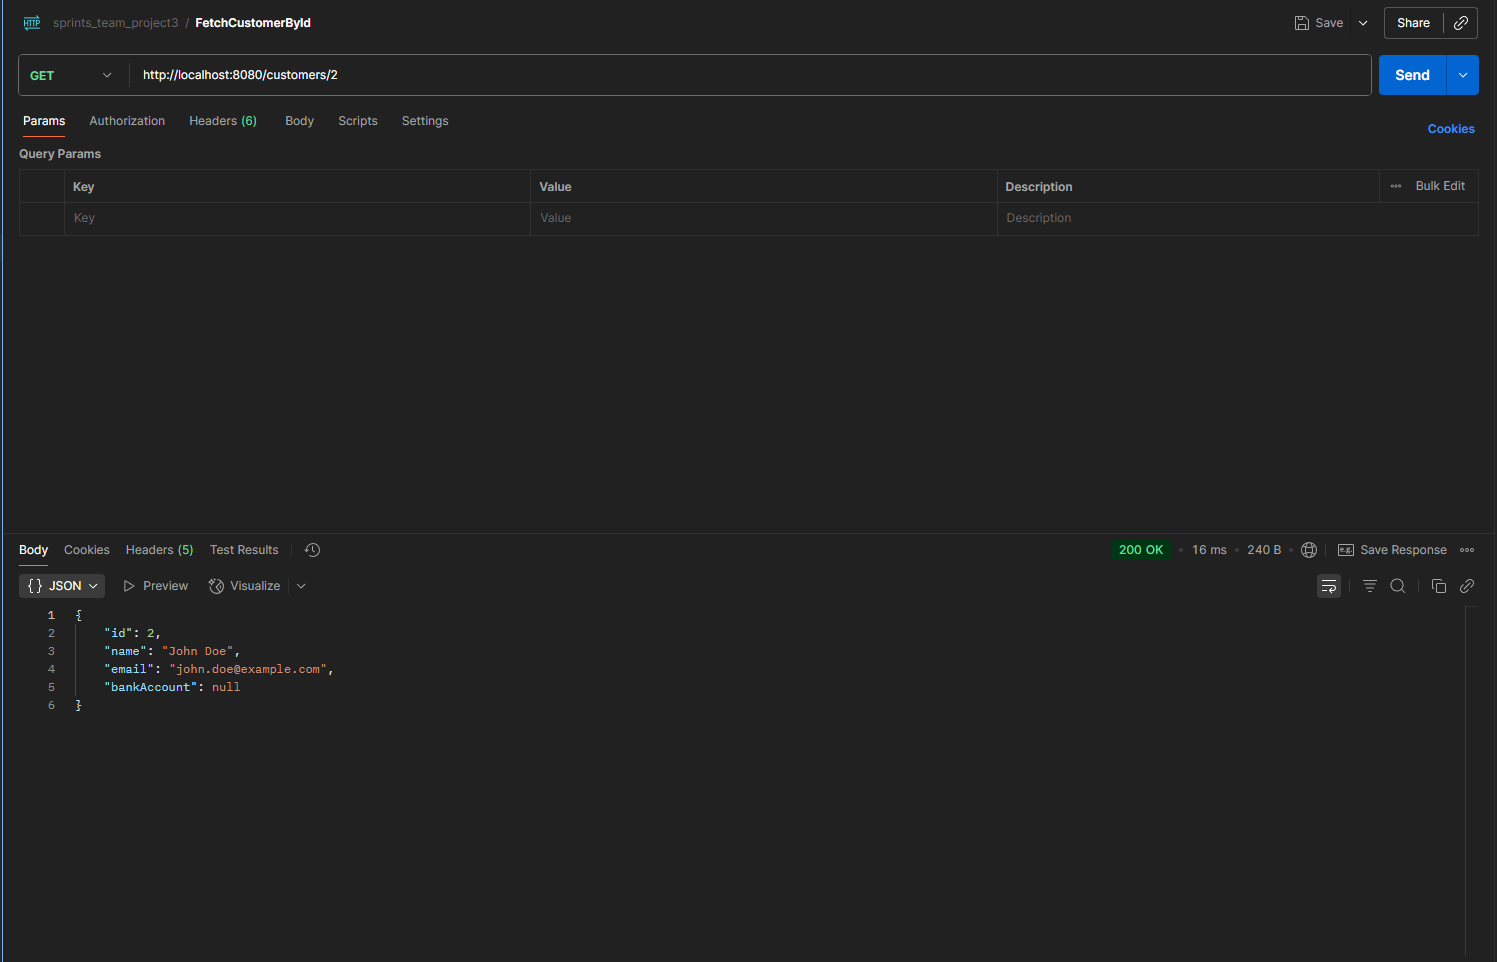 HTTP sprints_team_project3 / FetchCustomerById Save Share
GET http://localhost:8080/customers/2 Send
Params Authorization Headers (6) Body Scripts Settings Cookies
Query Params
Key Value Description ••• Bulk Edit
Key Value Description
Body Cookies Headers (5) Test Results 200 OK • 16 ms • 240 B • e.g. Save Response •••
{} JSON Preview Visualize
1 {
2 "id": 2,
3 "name": "John Doe",
4 "email": "john.doe@example.com",
5 "bankAccount": null
6 }